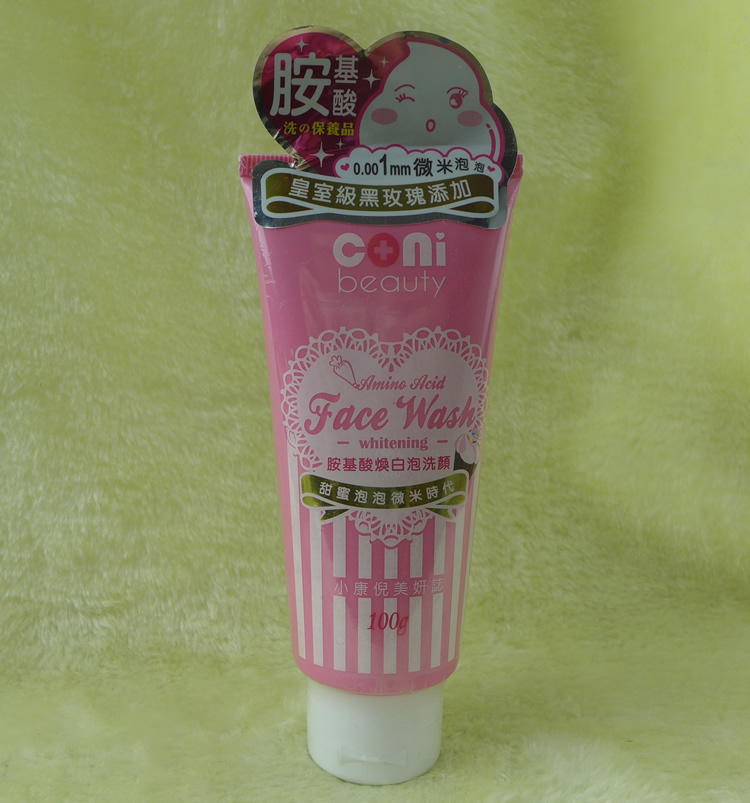 胺基酸
洗の保養品
0.001mm微米泡泡
皇室級黑玫瑰添加
coni
beauty
Amino Acid
Face Wash
- whitening -
胺基酸煥白泡洗顏
甜蜜泡泡微米時代
小康倪美妍誌
100g